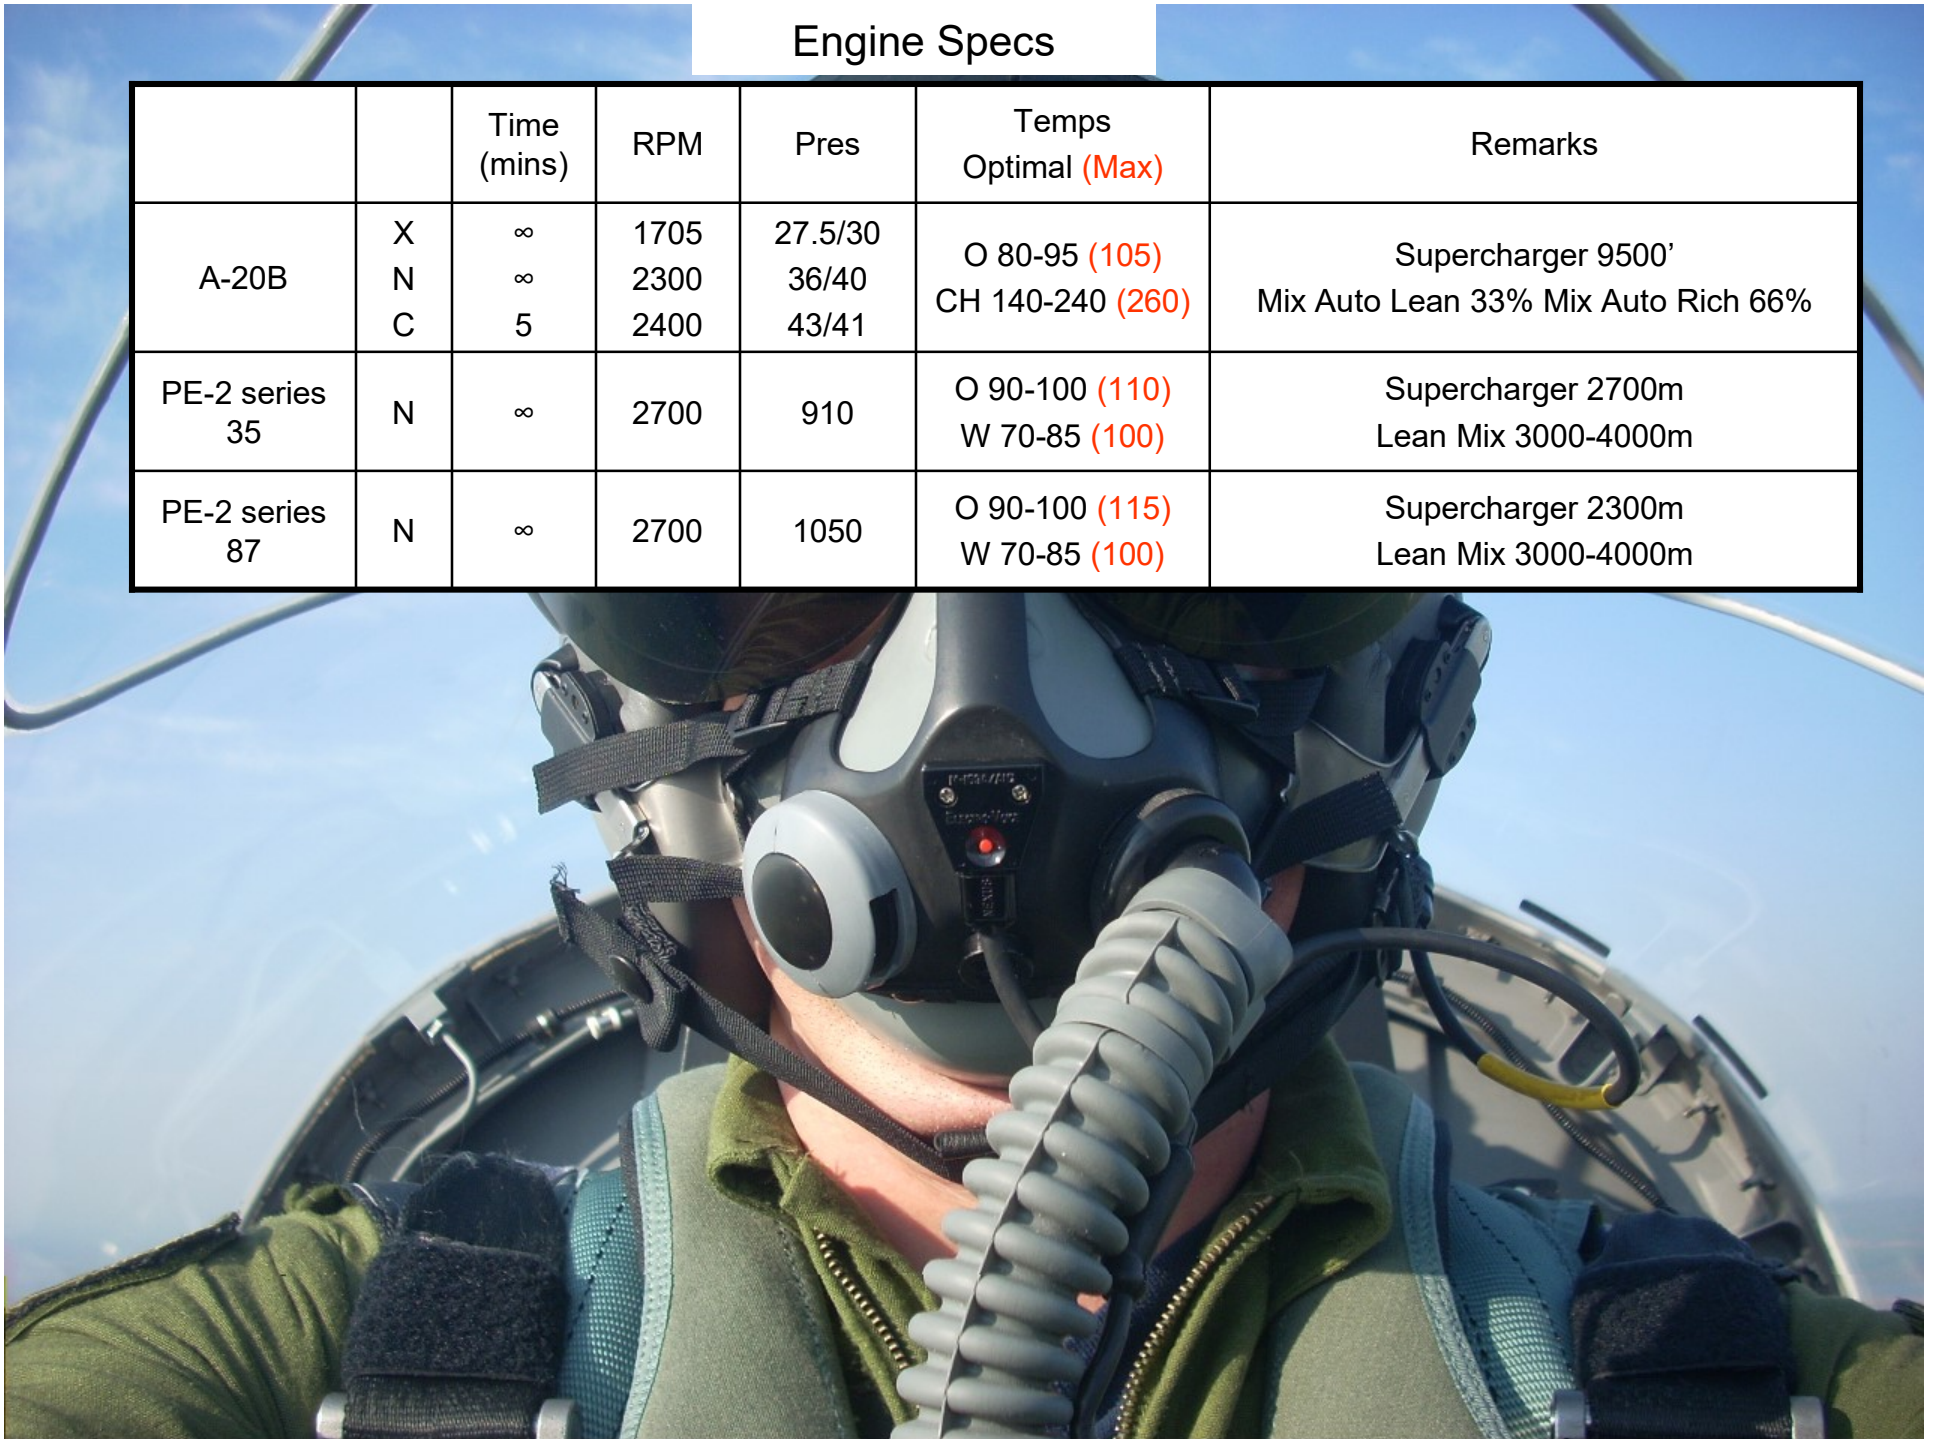 Engine Specs
Time (mins) RPM Pres Temps Optimal (Max) Remarks
A-20B
X ∞ 1705 27.5/30
N ∞ 2300 36/40
C 5 2400 43/41
O 80-95 (105)
CH 140-240 (260)
Supercharger 9500’
Mix Auto Lean 33% Mix Auto Rich 66%
PE-2 series 35 N ∞ 2700 910
O 90-100 (110)
W 70-85 (100)
Supercharger 2700m
Lean Mix 3000-4000m
PE-2 series 87 N ∞ 2700 1050
O 90-100 (115)
W 70-85 (100)
Supercharger 2300m
Lean Mix 3000-4000m